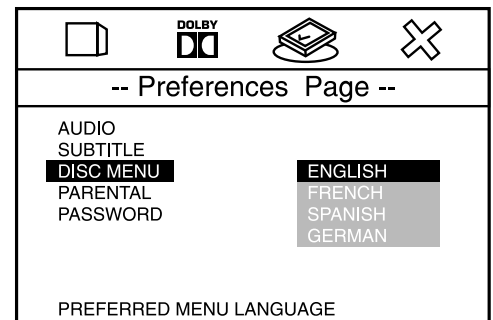 DOLBY
-- Preferences Page --
AUDIO
SUBTITLE
DISC MENU
PARENTAL
PASSWORD
ENGLISH
FRENCH
SPANISH
GERMAN
PREFERRED MENU LANGUAGE